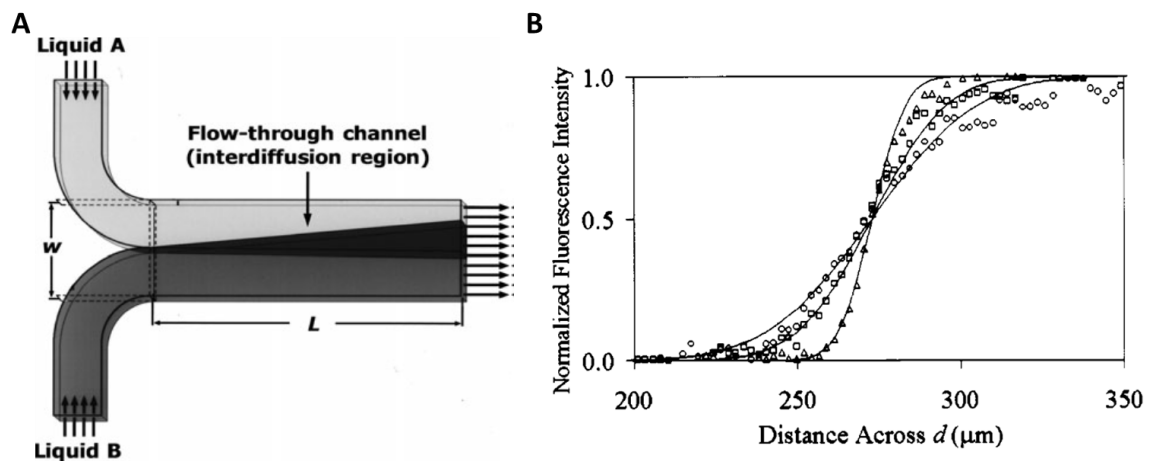 A
Liquid A
Flow-through channel
(interdiffusion region)
w
L
Liquid B
B
Normalized Fluorescence Intensity
1.0
0.5
0.0
200
250
300
350
Distance Across d (μm)